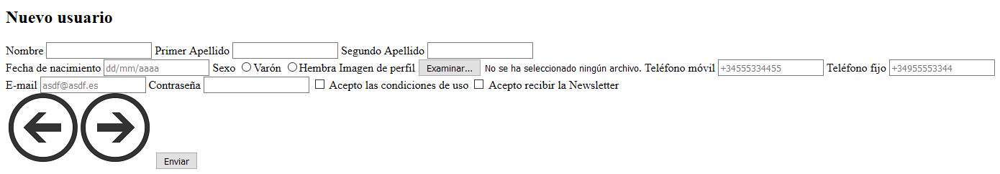 Nuevo usuario
Nombre Primer Apellido Segundo Apellido
Fecha de nacimiento dd/mm/aaaa Sexo Varón Hembra Imagen de perfil Examinar... No se ha seleccionado ningún archivo. Teléfono móvil +34555334455 Teléfono fijo +34955553344
E-mail asdf@asdf.es Contraseña Acepto las condiciones de uso Acepto recibir la Newsletter
Enviar